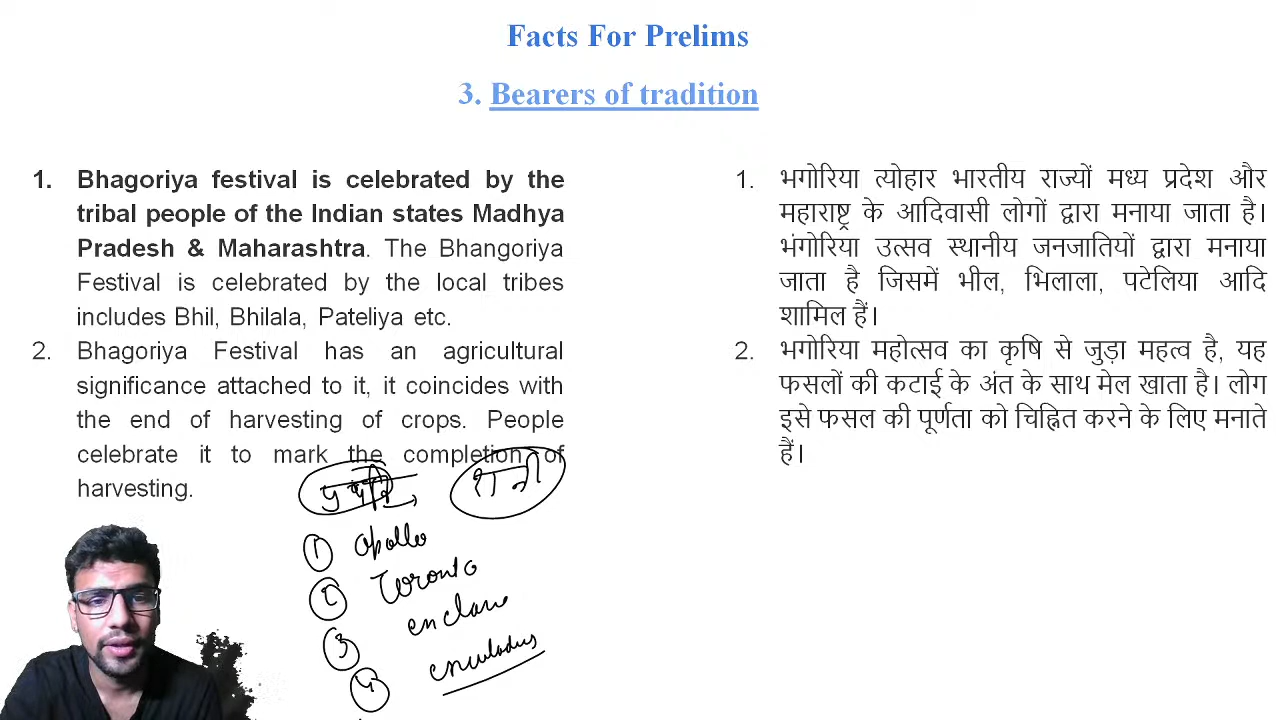 Facts For Prelims
3. Bearers of tradition
1. Bhagoriya festival is celebrated by the
tribal people of the Indian states Madhya
Pradesh & Maharashtra. The Bhangoriya
Festival is celebrated by the local tribes
includes Bhil, Bhilala, Pateliya etc.
2. Bhagoriya Festival has an agricultural
significance attached to it, it coincides with
the end of harvesting of crops. People
celebrate it to mark the completion of
harvesting.
1. भगोरिया त्योहार भारतीय राज्यों मध्य प्रदेश और
महाराष्ट्र के आदिवासी लोगों द्वारा मनाया जाता है।
भंगोरिया उत्सव स्थानीय जनजातियों द्वारा मनाया
जाता है जिसमें भील, भिलाला, पटेलिया आदि
शामिल हैं।
2. भगोरिया महोत्सव का कृषि से जुड़ा महत्व है, यह
फसलों की कटाई के अंत के साथ मेल खाता है। लोग
इसे फसल की पूर्णता को चिह्नित करने के लिए मनाते
हैं।
1 Apollo
2 Toronto
3
4